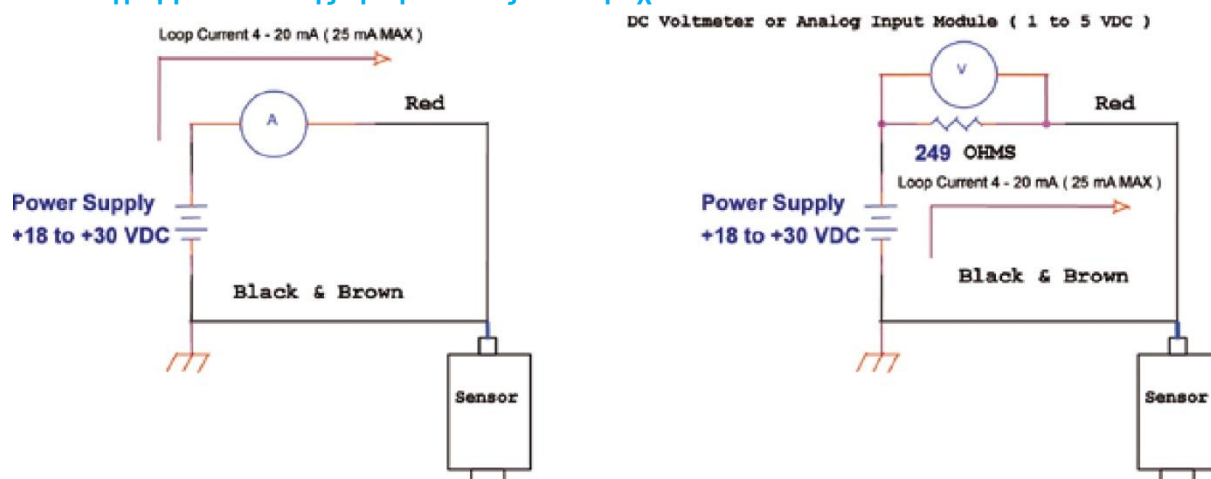 Loop Current 4 - 20 mA ( 25 mA MAX )
A
Red
Power Supply
+18 to +30 VDC
Black & Brown
Sensor
DC Voltmeter or Analog Input Module ( 1 to 5 VDC )
V
Red
249 OHMS
Loop Current 4 - 20 mA ( 25 mA MAX )
Power Supply
+18 to +30 VDC
Black & Brown
Sensor